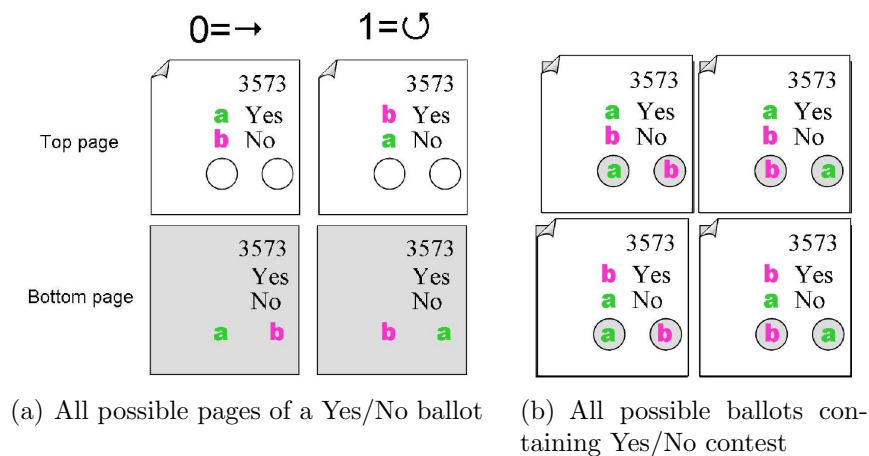 0=→ 1=↺
3573 3573
a Yes b Yes
Top page
b No a No
3573 3573
Yes Yes
No No
Bottom page
a b b a
(a) All possible pages of a Yes/No ballot
3573 3573
a Yes a Yes
b No b No
a b b a
3573 3573
b Yes b Yes
a No a No
a b b a
(b) All possible ballots con-
taining Yes/No contest